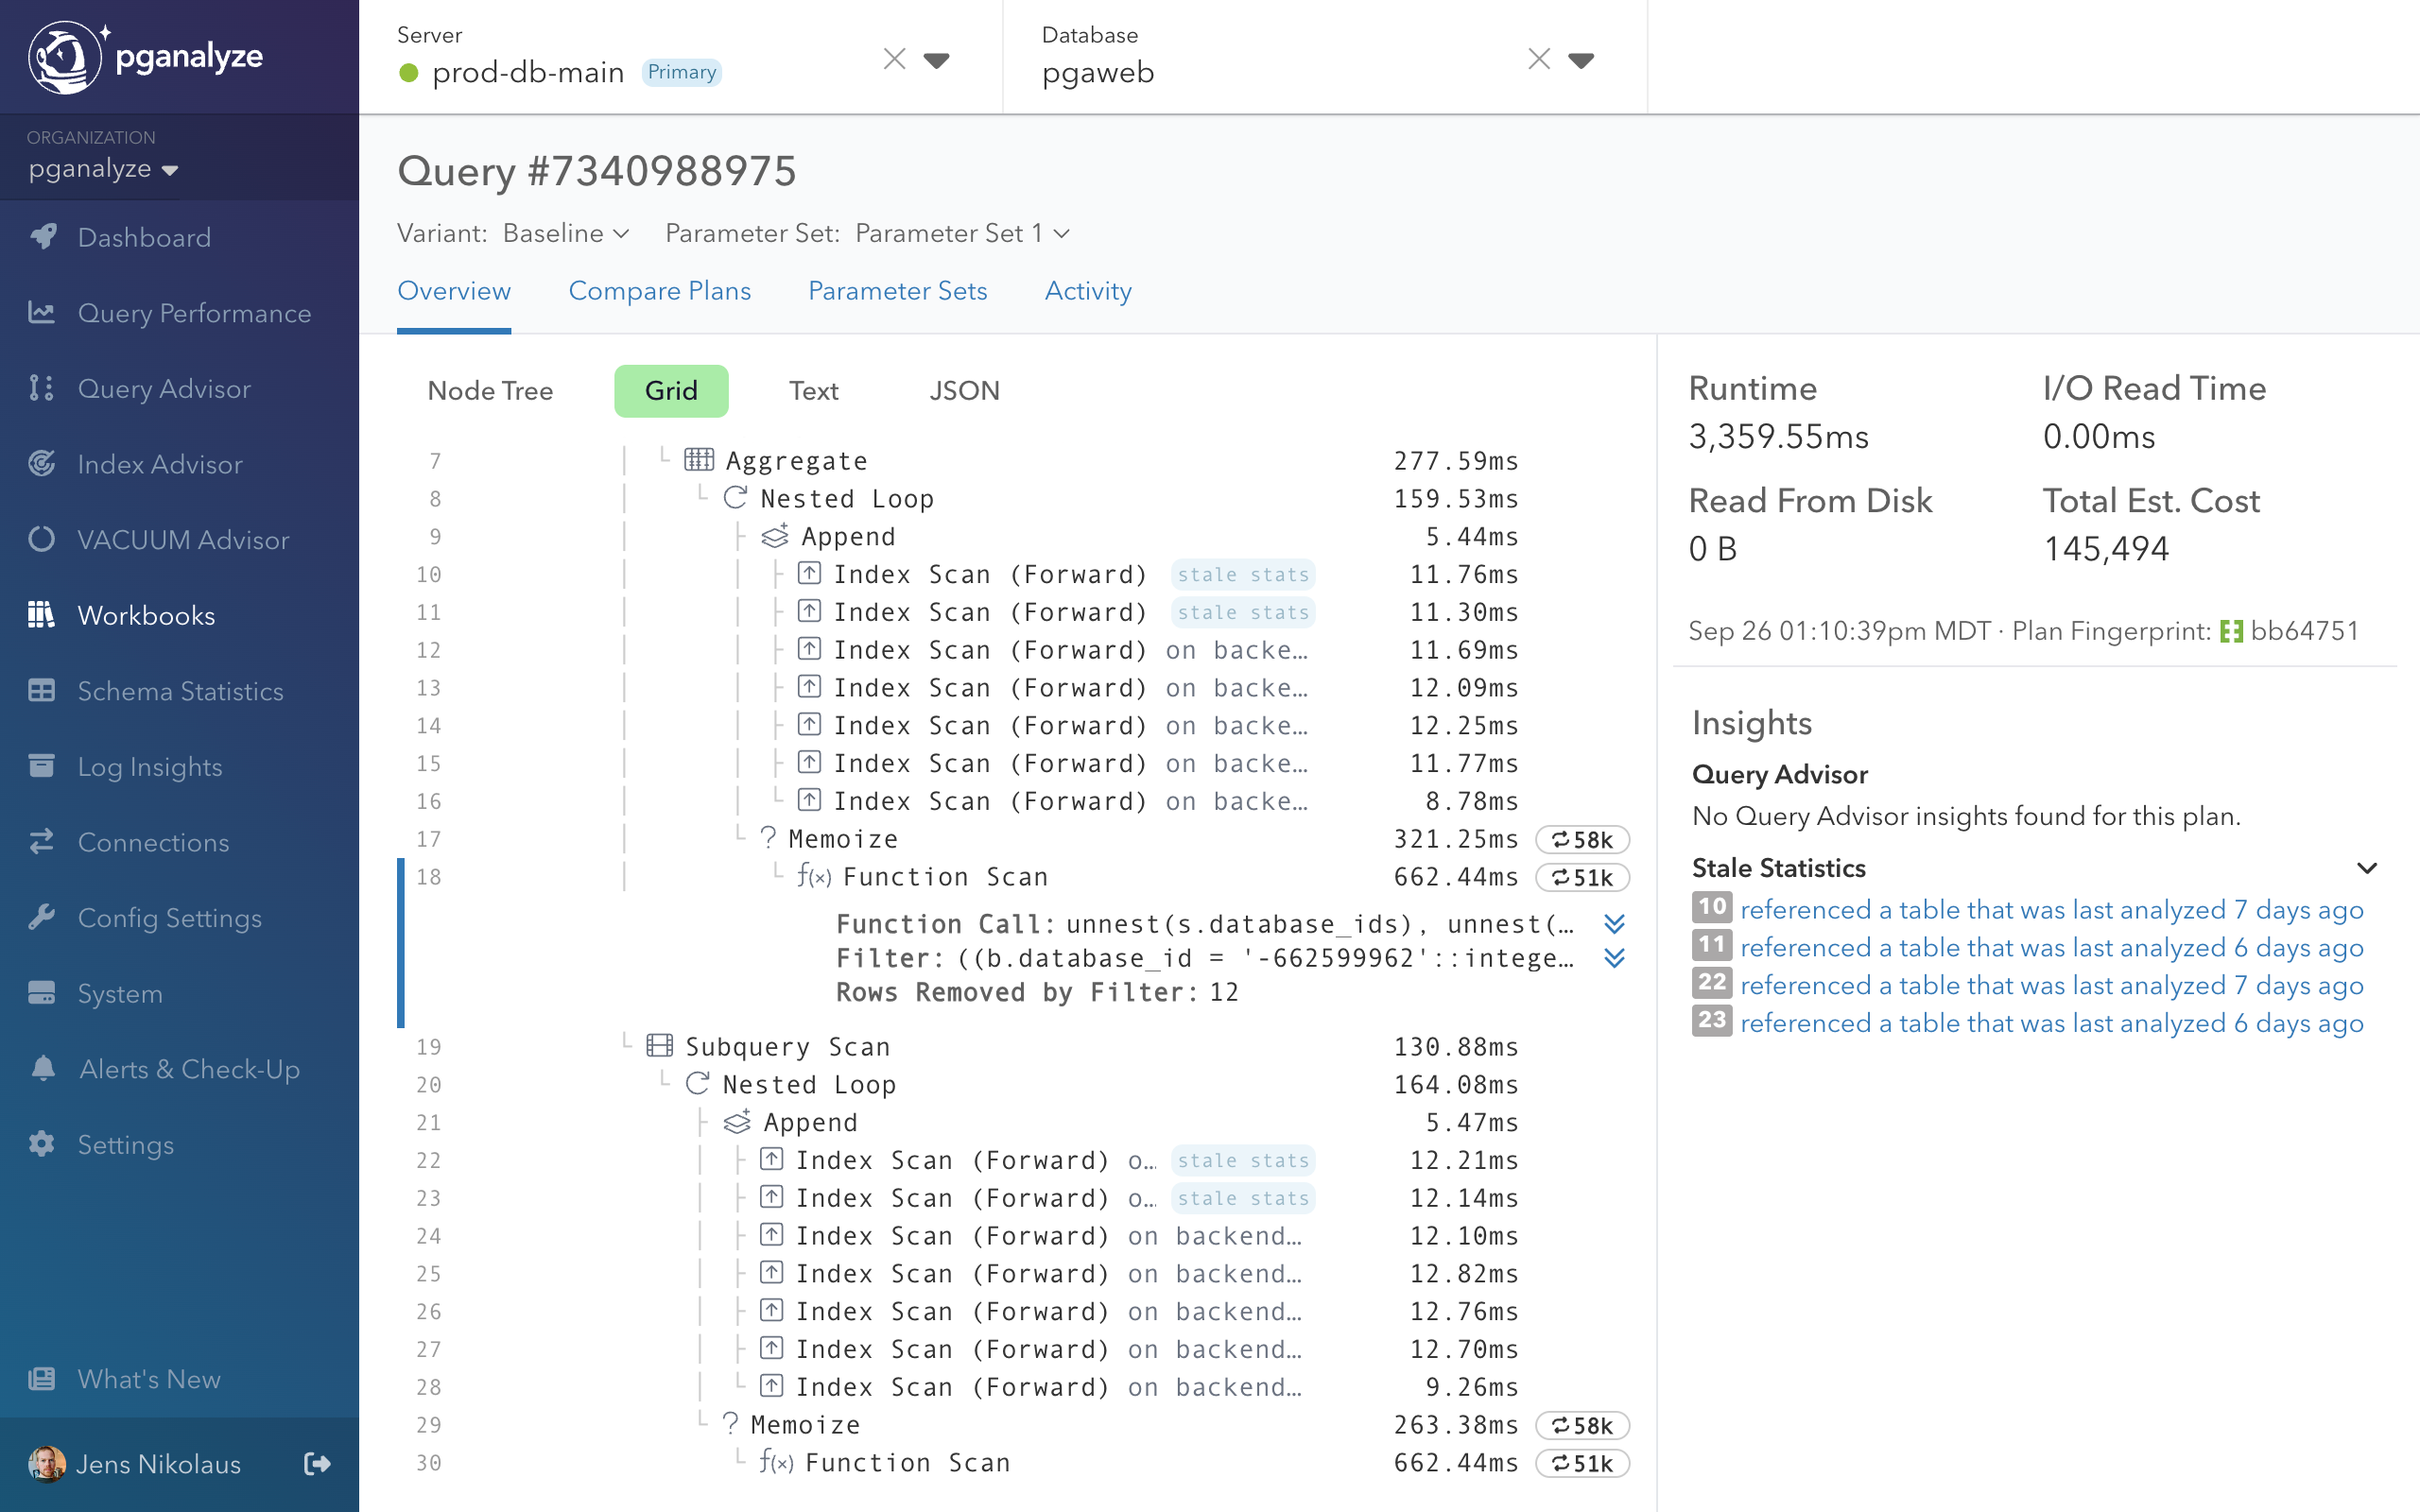 pganalyze
Server
prod-db-main Primary
Database
pgaweb
ORGANIZATION
pganalyze
Dashboard
Query Performance
Query Advisor
Index Advisor
VACUUM Advisor
Workbooks
Schema Statistics
Log Insights
Connections
Config Settings
System
Alerts & Check-Up
Settings
What's New
Jens Nikolaus
Query #7340988975
Variant: Baseline Parameter Set: Parameter Set 1
Overview Compare Plans Parameter Sets Activity
Node Tree Grid Text JSON
7 Aggregate 277.59ms
8 Nested Loop 159.53ms
9 Append 5.44ms
10 Index Scan (Forward) stale stats 11.76ms
11 Index Scan (Forward) stale stats 11.30ms
12 Index Scan (Forward) on backe… 11.69ms
13 Index Scan (Forward) on backe… 12.09ms
14 Index Scan (Forward) on backe… 12.25ms
15 Index Scan (Forward) on backe… 11.77ms
16 Index Scan (Forward) on backe… 8.78ms
17 ? Memoize 321.25ms 58k
18 f(x) Function Scan 662.44ms 51k
Function Call: unnest(s.database_ids), unnest(…
Filter: ((b.database_id = '-662599962'::intege…
Rows Removed by Filter: 12
19 Subquery Scan 130.88ms
20 Nested Loop 164.08ms
21 Append 5.47ms
22 Index Scan (Forward) o… stale stats 12.21ms
23 Index Scan (Forward) o… stale stats 12.14ms
24 Index Scan (Forward) on backend… 12.10ms
25 Index Scan (Forward) on backend… 12.82ms
26 Index Scan (Forward) on backend… 12.76ms
27 Index Scan (Forward) on backend… 12.70ms
28 Index Scan (Forward) on backend… 9.26ms
29 ? Memoize 263.38ms 58k
30 f(x) Function Scan 662.44ms 51k
Runtime I/O Read Time
3,359.55ms 0.00ms
Read From Disk Total Est. Cost
0 B 145,494
Sep 26 01:10:39pm MDT · Plan Fingerprint: bb64751
Insights
Query Advisor
No Query Advisor insights found for this plan.
Stale Statistics
10 referenced a table that was last analyzed 7 days ago
11 referenced a table that was last analyzed 6 days ago
22 referenced a table that was last analyzed 7 days ago
23 referenced a table that was last analyzed 6 days ago